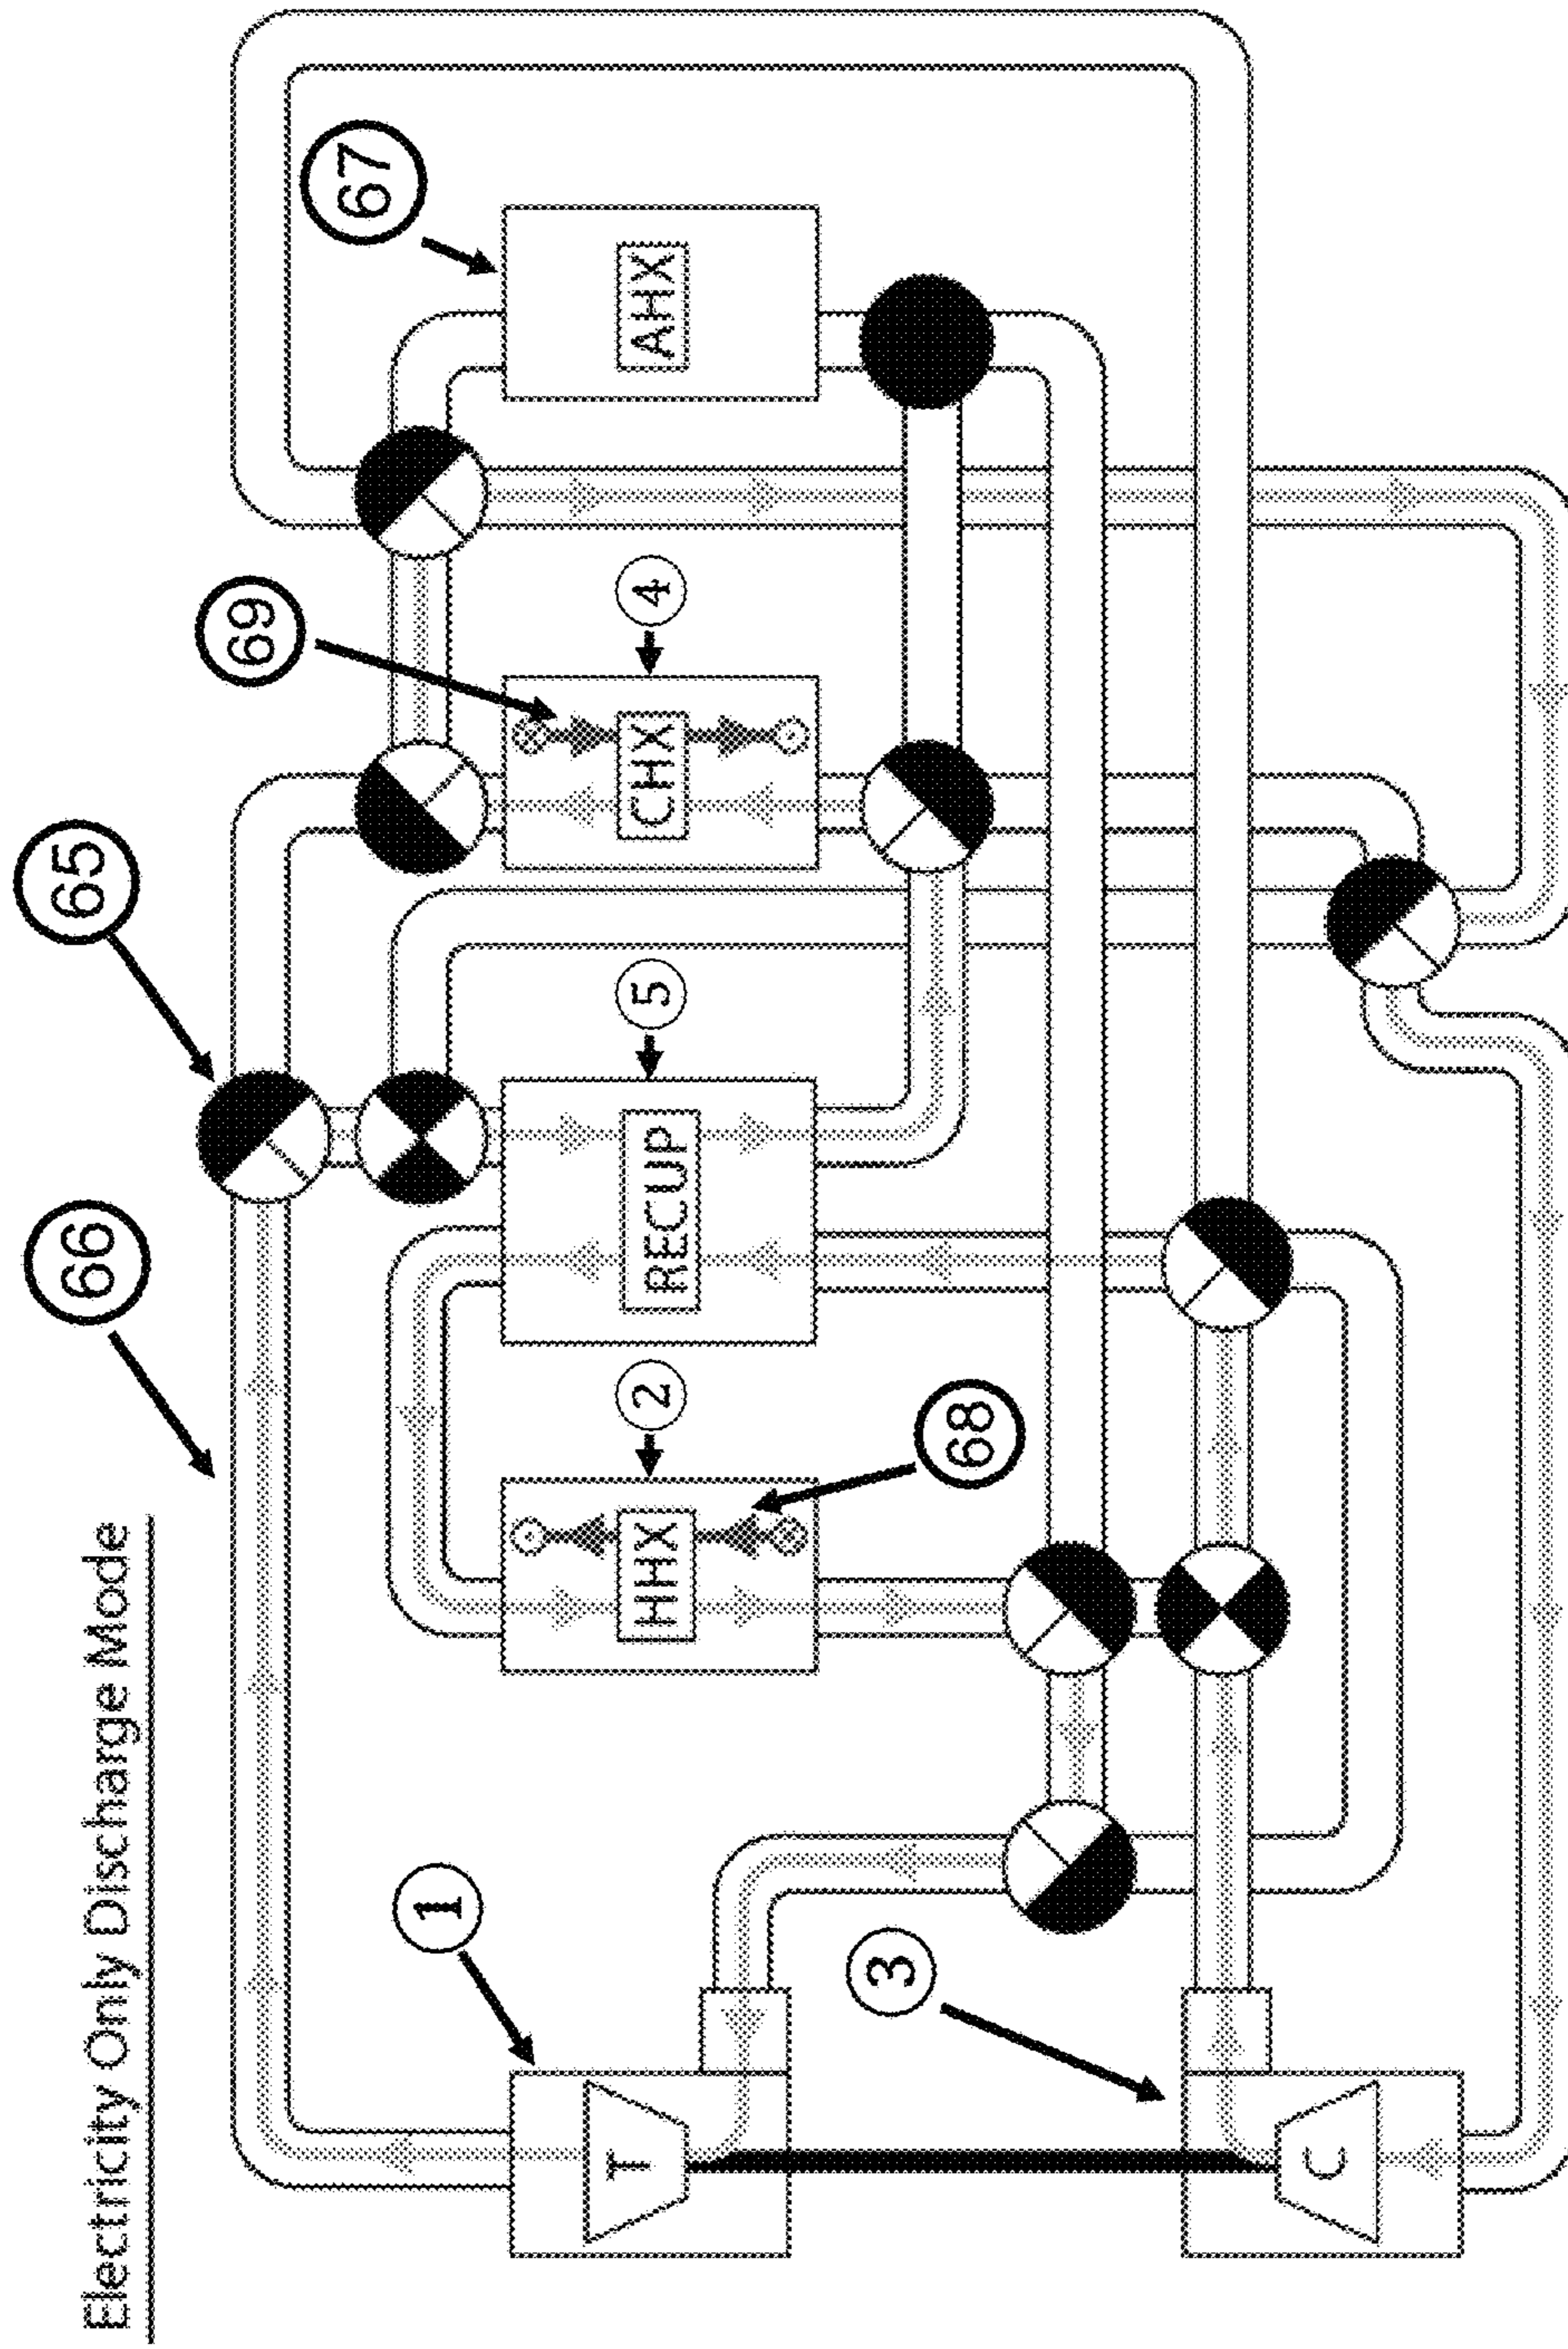 Electricity Only Discharge Mode
66
65
69
67
1
T
2
HHX
5
RECUP
4
CHX
AHX
68
3
C